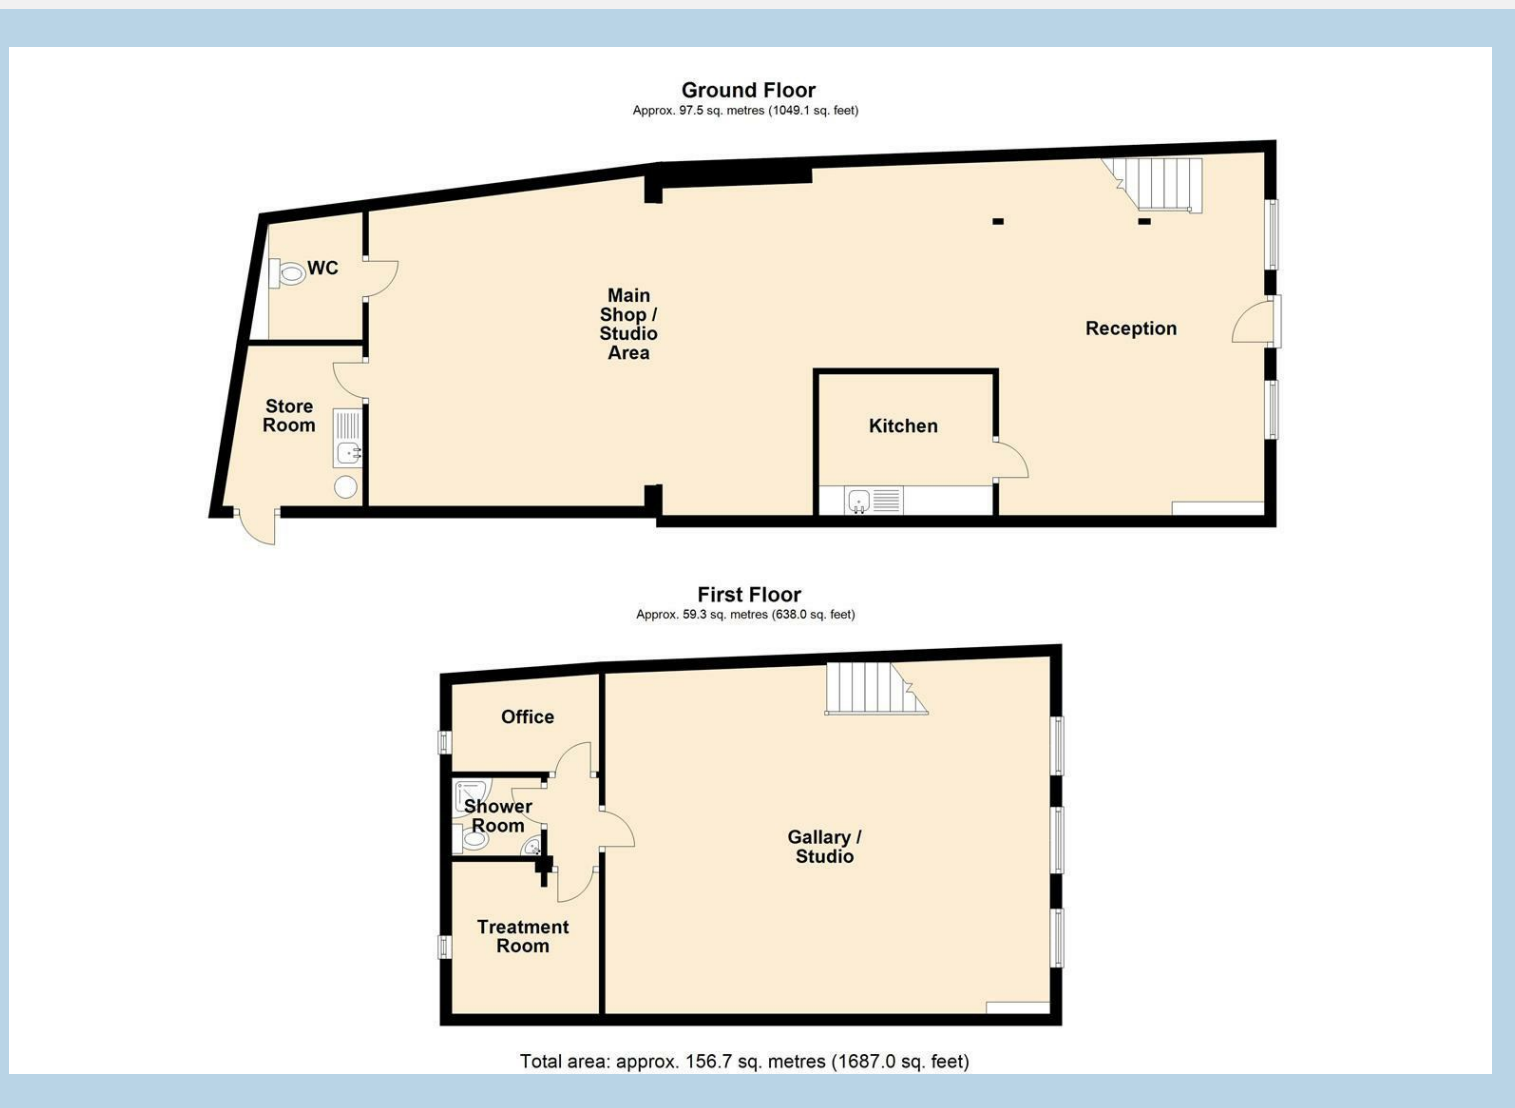 Ground Floor
Approx. 97.5 sq. metres (1049.1 sq. feet)
WC
Main
Shop /
Studio
Area
Reception
Store
Room
Kitchen
First Floor
Approx. 59.3 sq. metres (638.0 sq. feet)
Office
Shower
Room
Gallary /
Studio
Treatment
Room
Total area: approx. 156.7 sq. metres (1687.0 sq. feet)